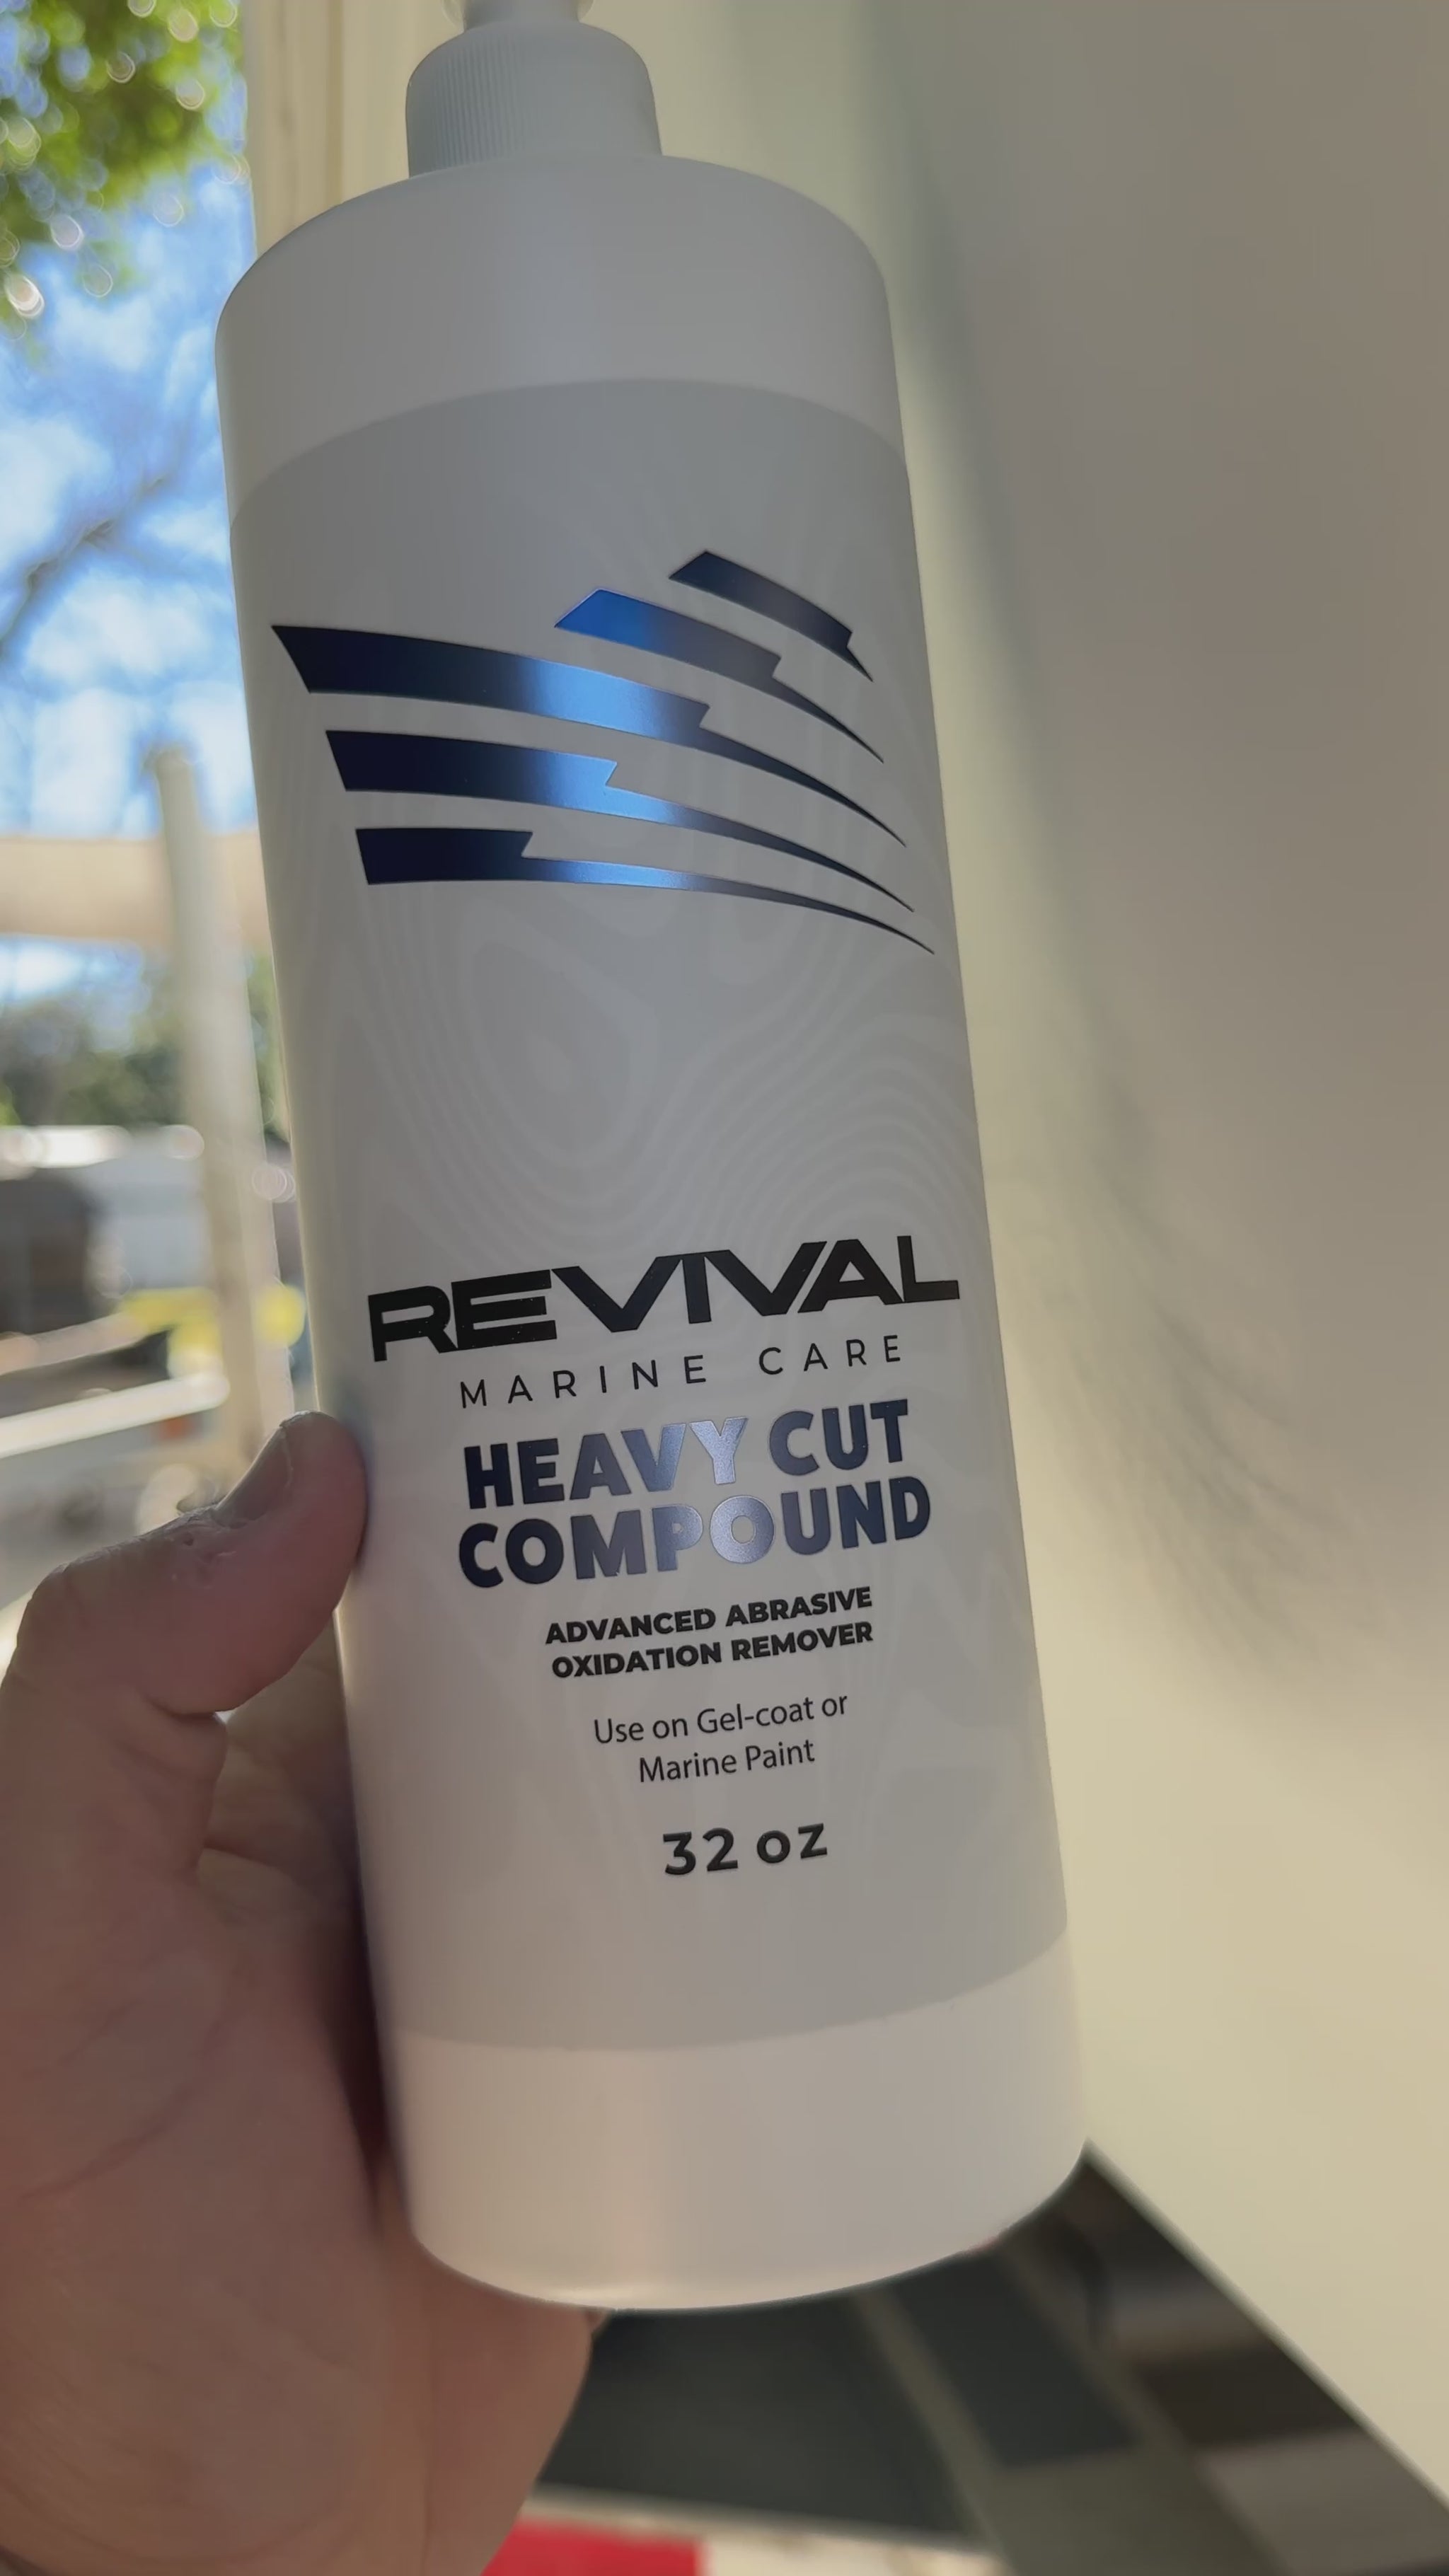 REVIVAL
MARINE CARE
HEAVY CUT
COMPOUND
ADVANCED ABRASIVE
OXIDATION REMOVER
Use on Gel-coat or
Marine Paint
32 oz